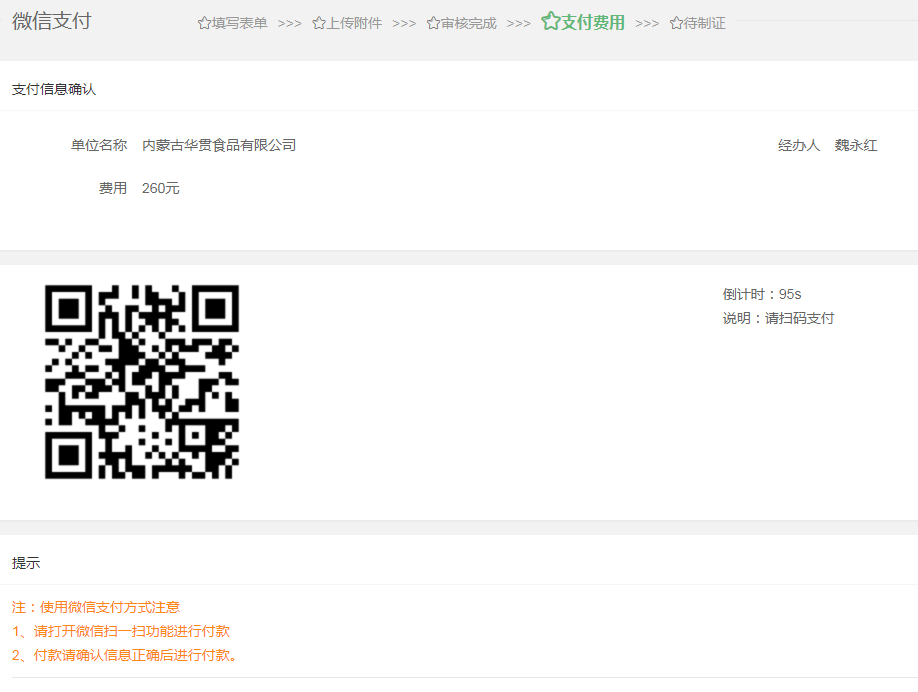 微信支付 ☆填写表单 >>> ☆上传附件 >>> ☆审核完成 >>> ☆支付费用 >>> ☆待制证
支付信息确认
单位名称 内蒙古华贯食品有限公司 经办人 魏永红
费用 260元
倒计时：95s
说明：请扫码支付
提示
注：使用微信支付方式注意
1、请打开微信扫一扫功能进行付款
2、付款请确认信息正确后进行付款。